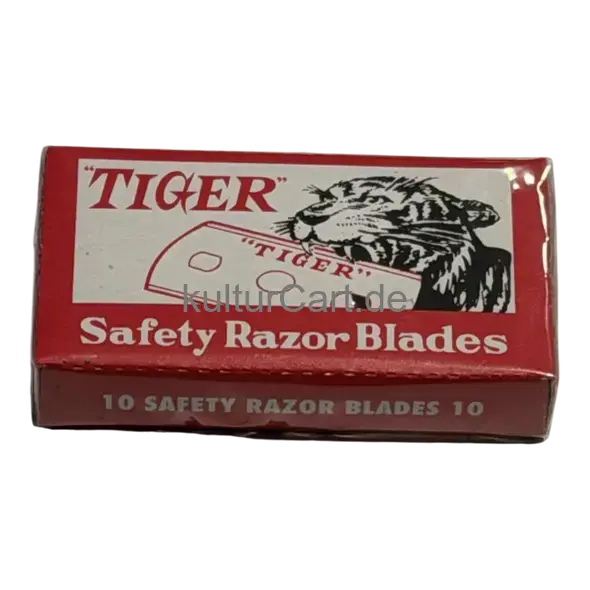 "TIGER"
"TIGER"
kulturCart.de
Safety Razor Blades
10 SAFETY RAZOR BLADES 10